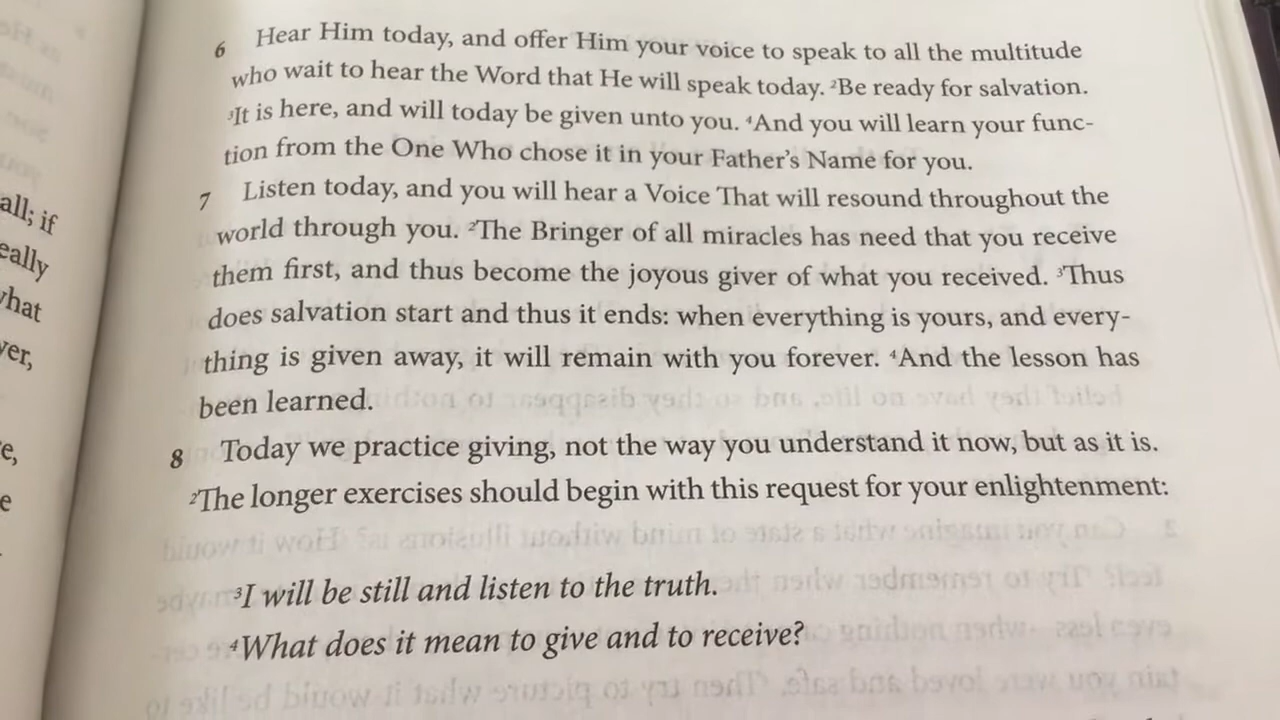 6 Hear Him today, and offer Him your voice to speak to all the multitude
who wait to hear the Word that He will speak today. ²Be ready for salvation.
³It is here, and will today be given unto you. ⁴And you will learn your func-
tion from the One Who chose it in your Father’s Name for you.
7 Listen today, and you will hear a Voice That will resound throughout the
world through you. ²The Bringer of all miracles has need that you receive
them first, and thus become the joyous giver of what you received. ³Thus
does salvation start and thus it ends: when everything is yours, and every-
thing is given away, it will remain with you forever. ⁴And the lesson has
been learned.
8 Today we practice giving, not the way you understand it now, but as it is.
²The longer exercises should begin with this request for your enlightenment:
³I will be still and listen to the truth.
⁴What does it mean to give and to receive?
all; if
eally
what
ver,
e,
e